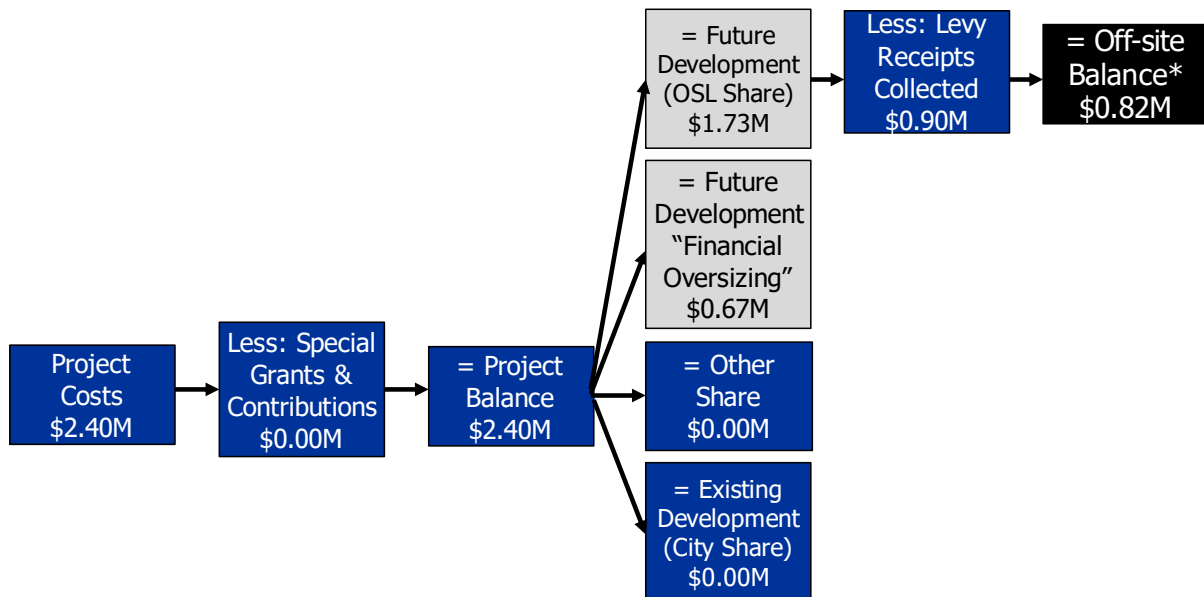 Project
Costs
$2.40M
Less: Special
Grants &
Contributions
$0.00M
= Project
Balance
$2.40M
= Future
Development
(OSL Share)
$1.73M
Less: Levy
Receipts
Collected
$0.90M
= Off-site
Balance*
$0.82M
= Future
Development
“Financial
Oversizing”
$0.67M
= Other
Share
$0.00M
= Existing
Development
(City Share)
$0.00M